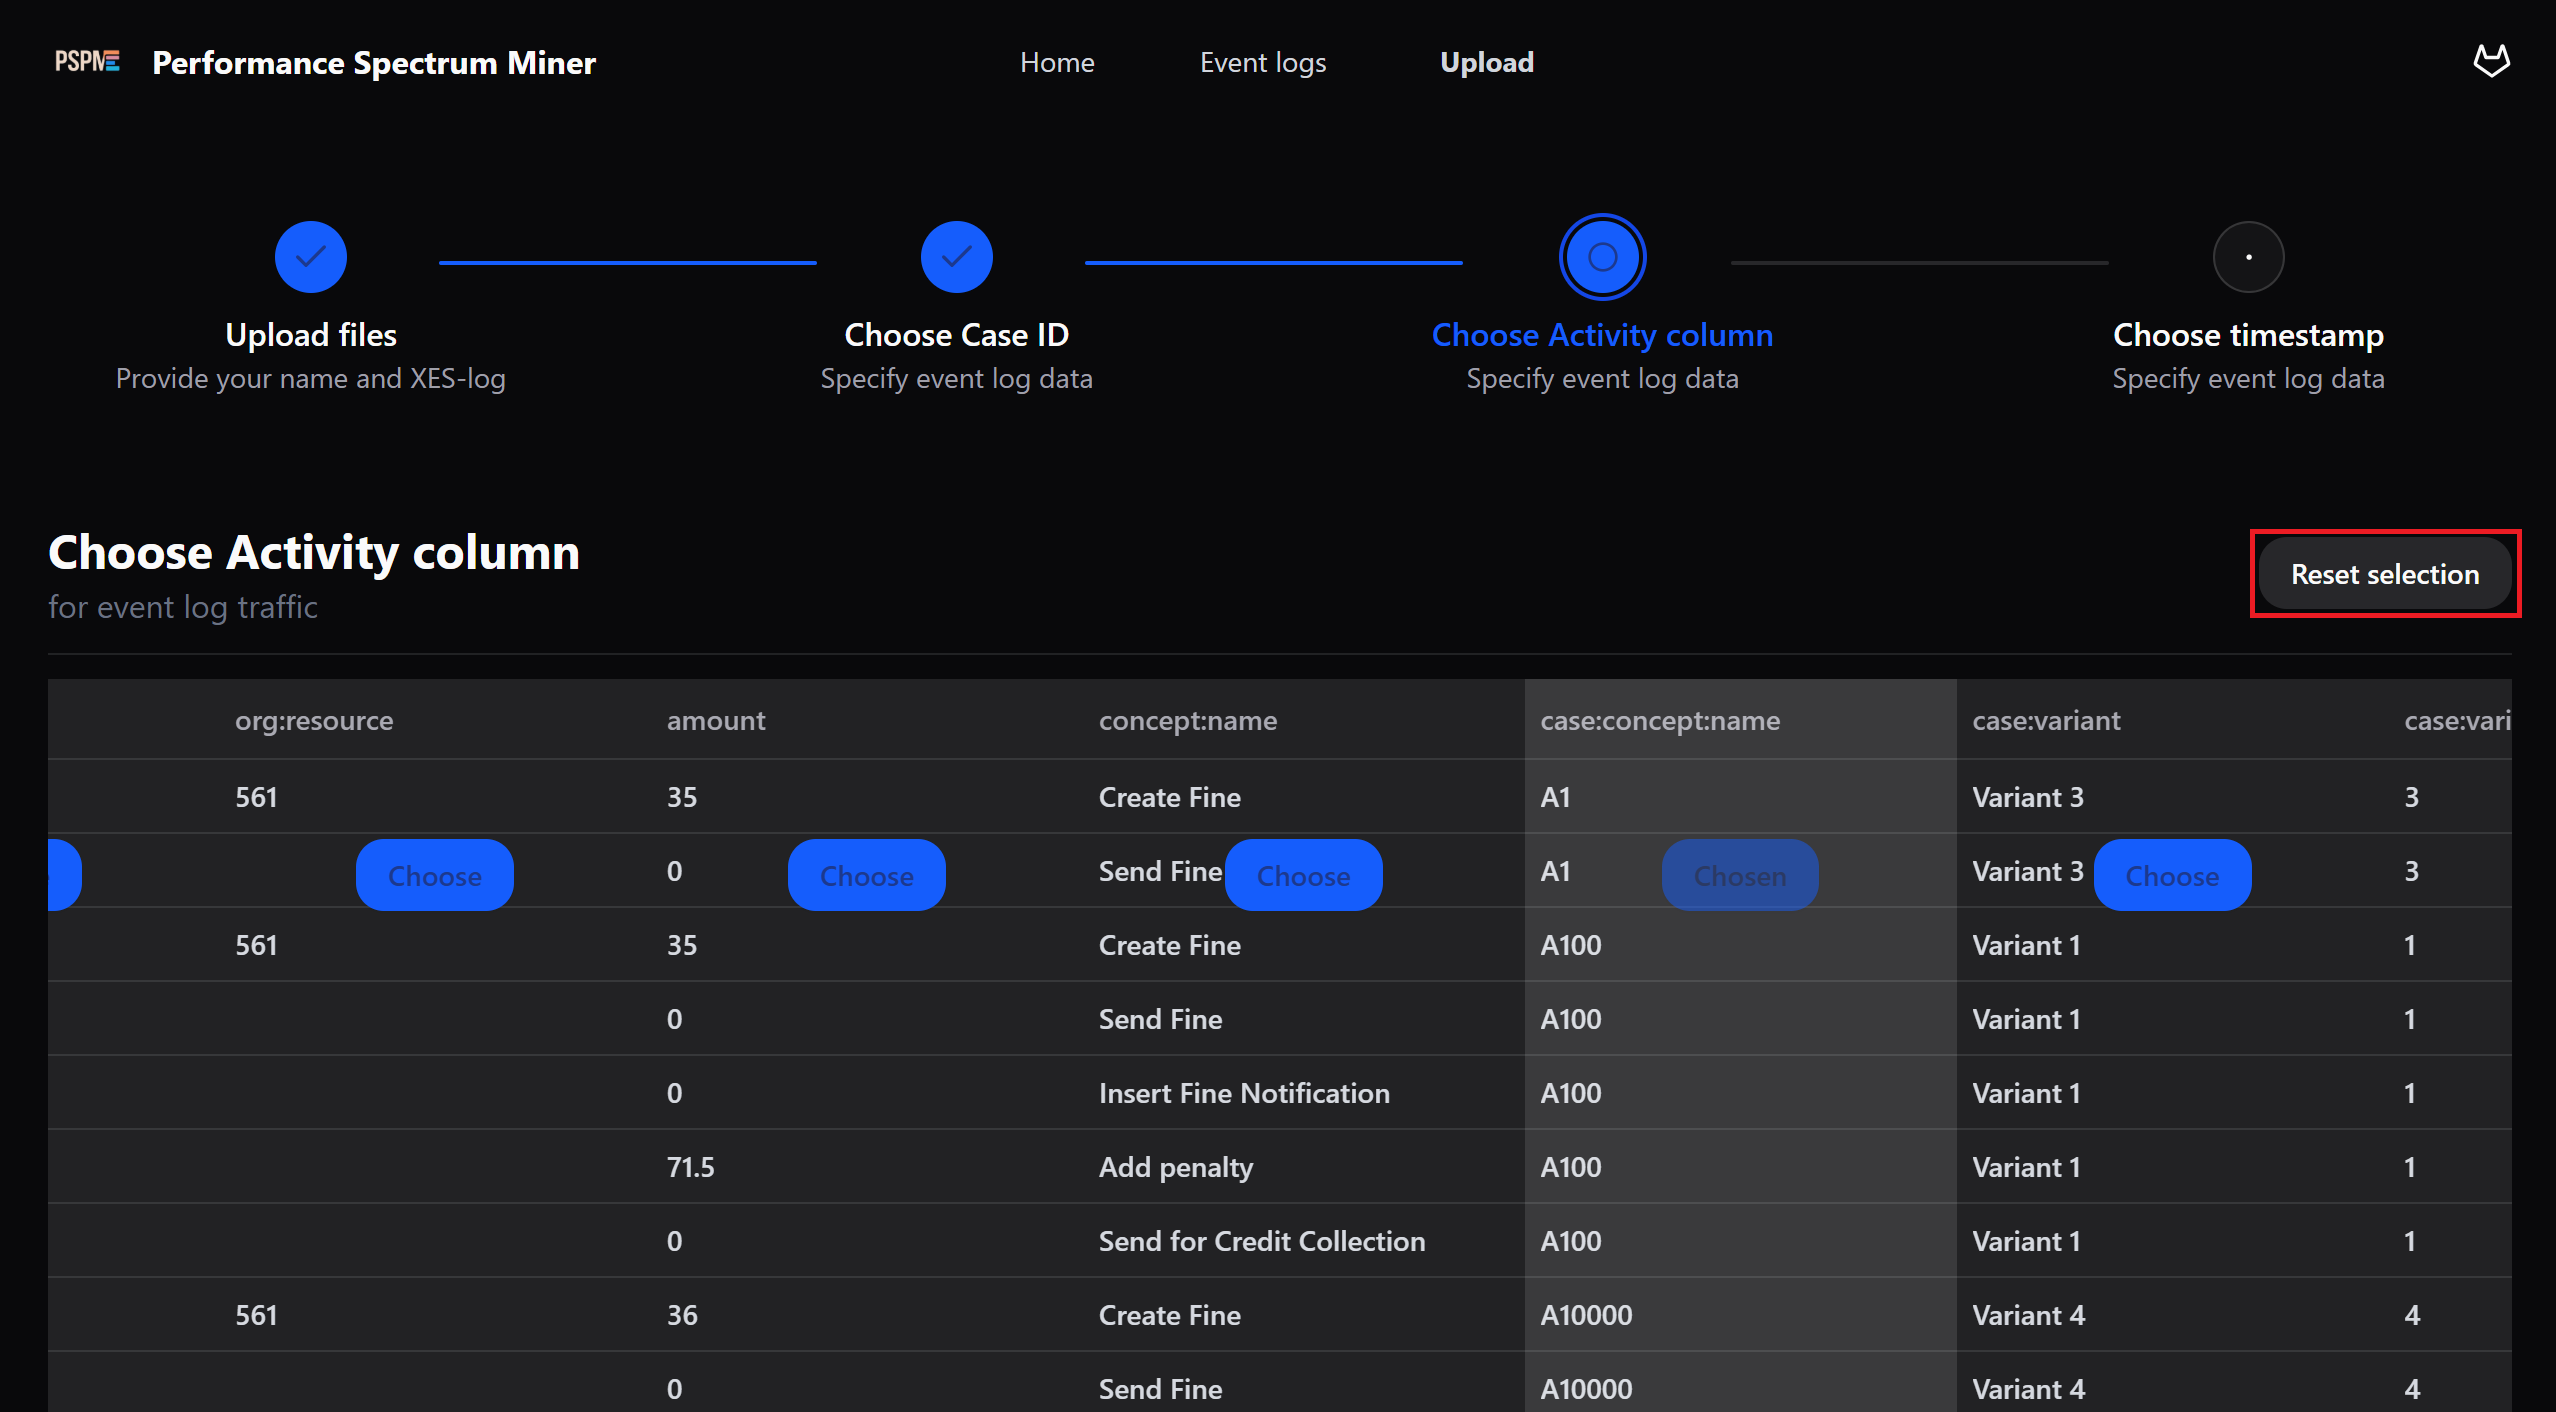 PSPME Performance Spectrum Miner Home Event logs Upload
Upload files Choose Case ID Choose Activity column Choose timestamp
Provide your name and XES-log Specify event log data Specify event log data Specify event log data
Choose Activity column
for event log traffic
Reset selection
org:resource amount concept:name case:concept:name case:variant case:vari
561 35 Create Fine A1 Variant 3 3
Choose 0 Choose Send Fine Choose A1 Chosen Variant 3 Choose 3
561 35 Create Fine A100 Variant 1 1
0 Send Fine A100 Variant 1 1
0 Insert Fine Notification A100 Variant 1 1
71.5 Add penalty A100 Variant 1 1
0 Send for Credit Collection A100 Variant 1 1
561 36 Create Fine A10000 Variant 4 4
0 Send Fine A10000 Variant 4 4